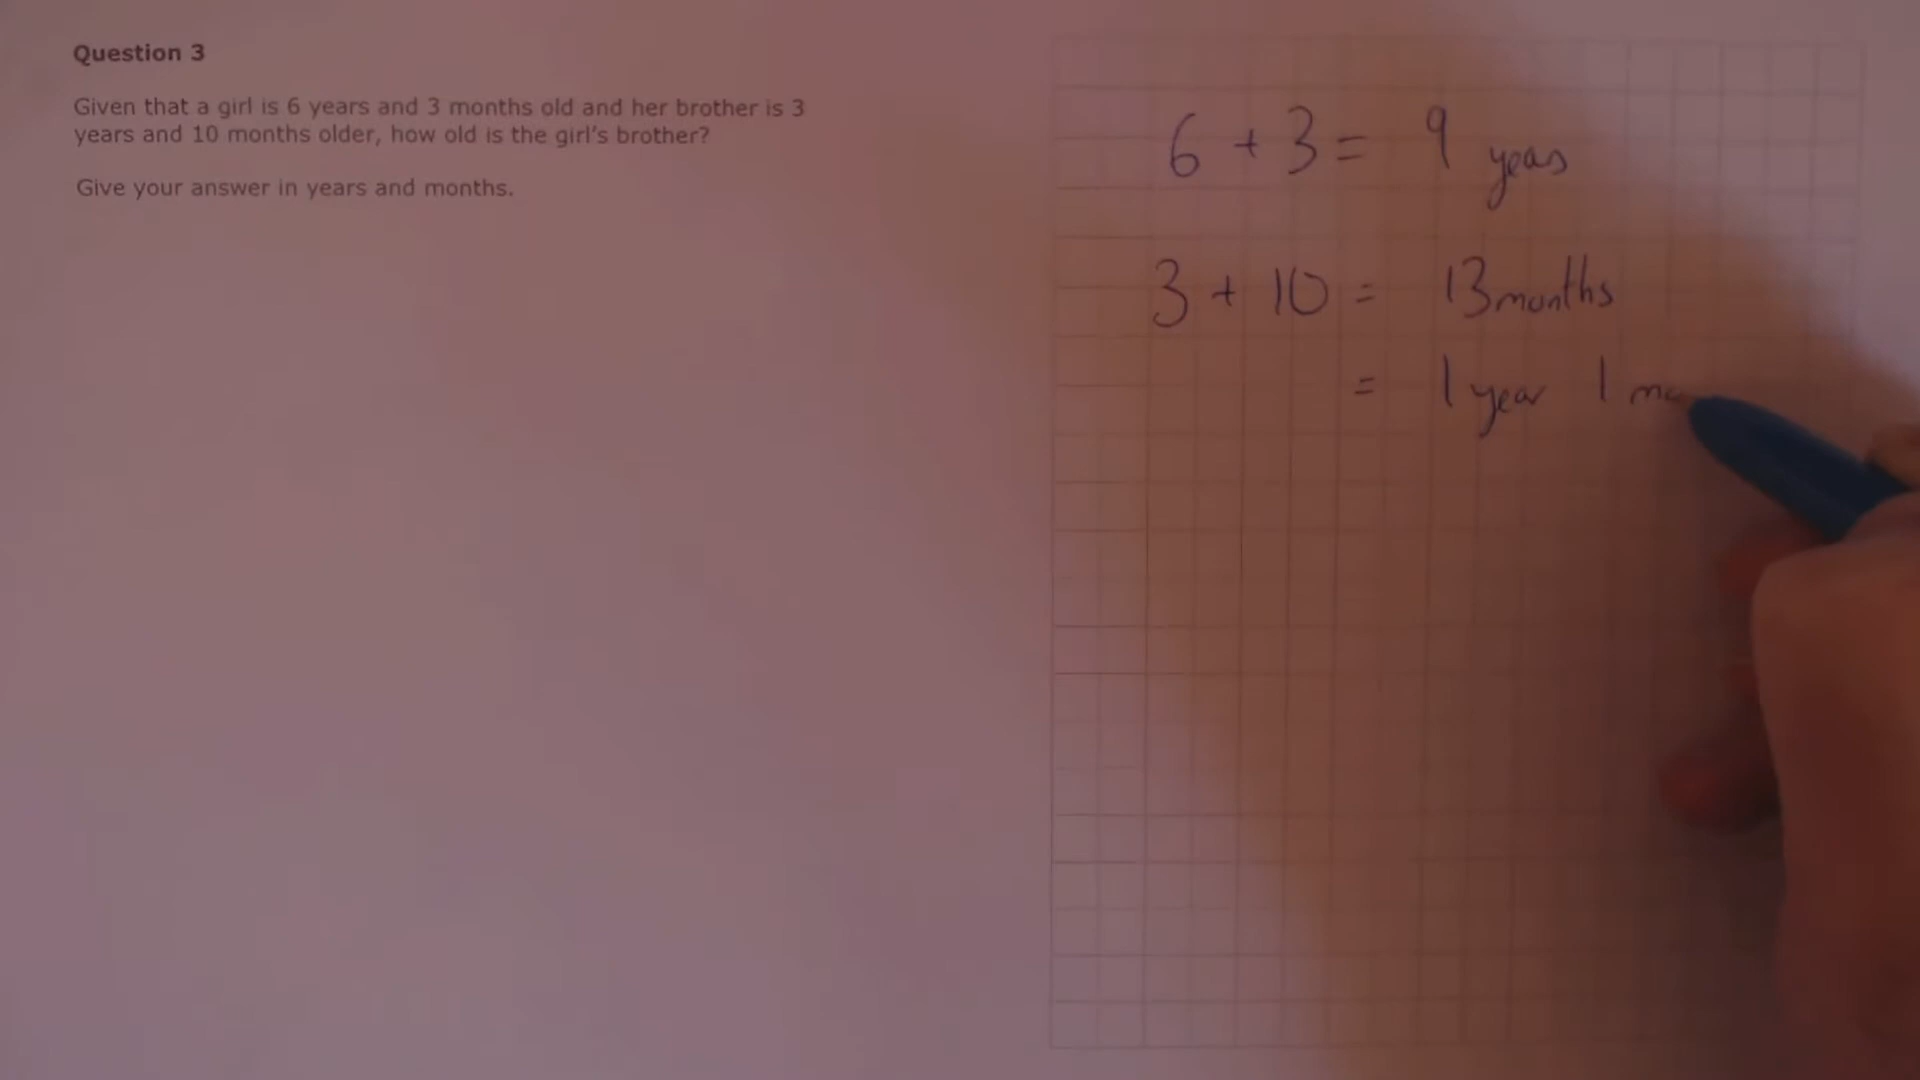 Question 3
Given that a girl is 6 years and 3 months old and her brother is 3
years and 10 months older, how old is the girl's brother?
Give your answer in years and months.
6 + 3 = 9 years
3 + 10 = 13 months
= 1 year 1 mo